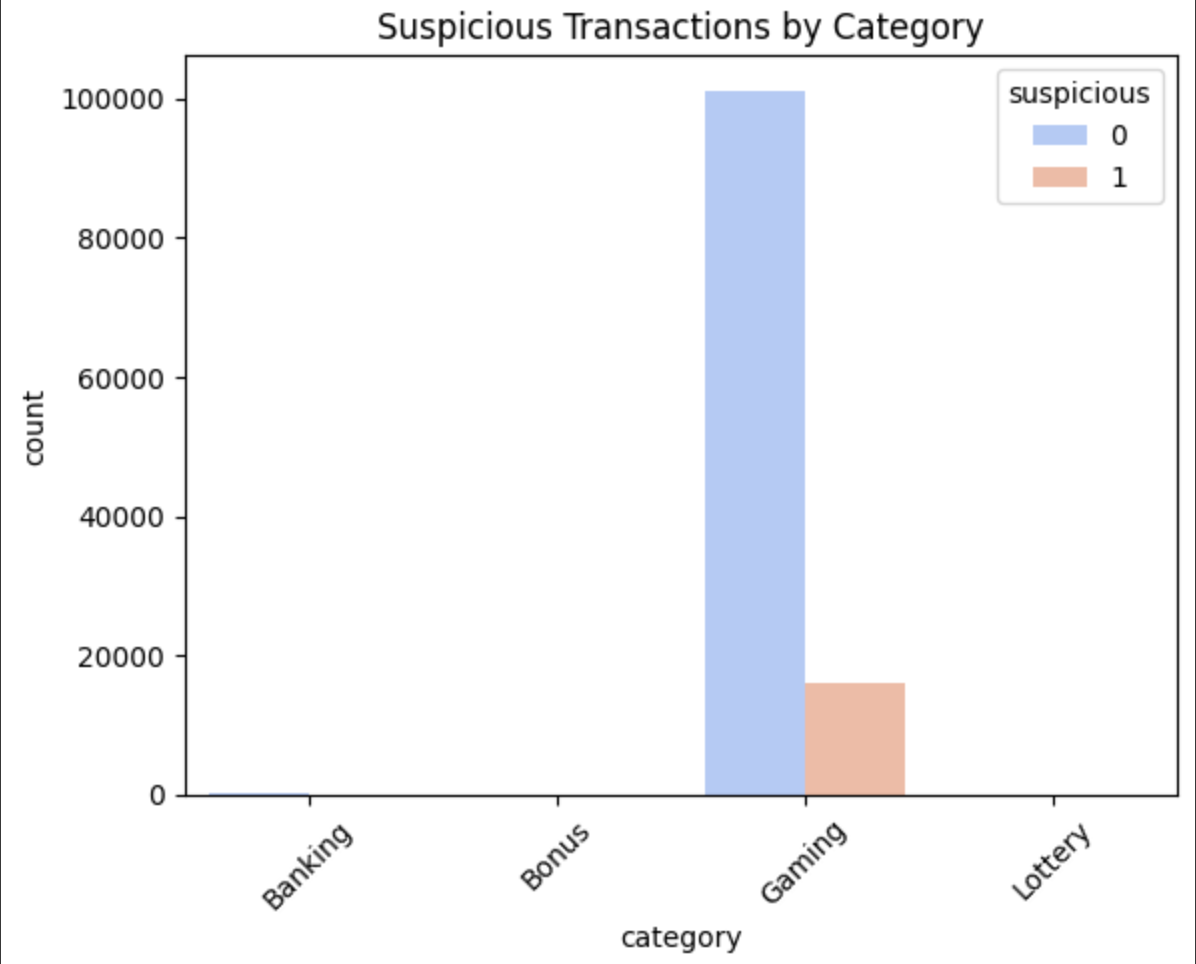 Suspicious Transactions by Category
suspicious
0
1
100000
80000
60000
40000
20000
0
count
Banking
Bonus
Gaming
Lottery
category